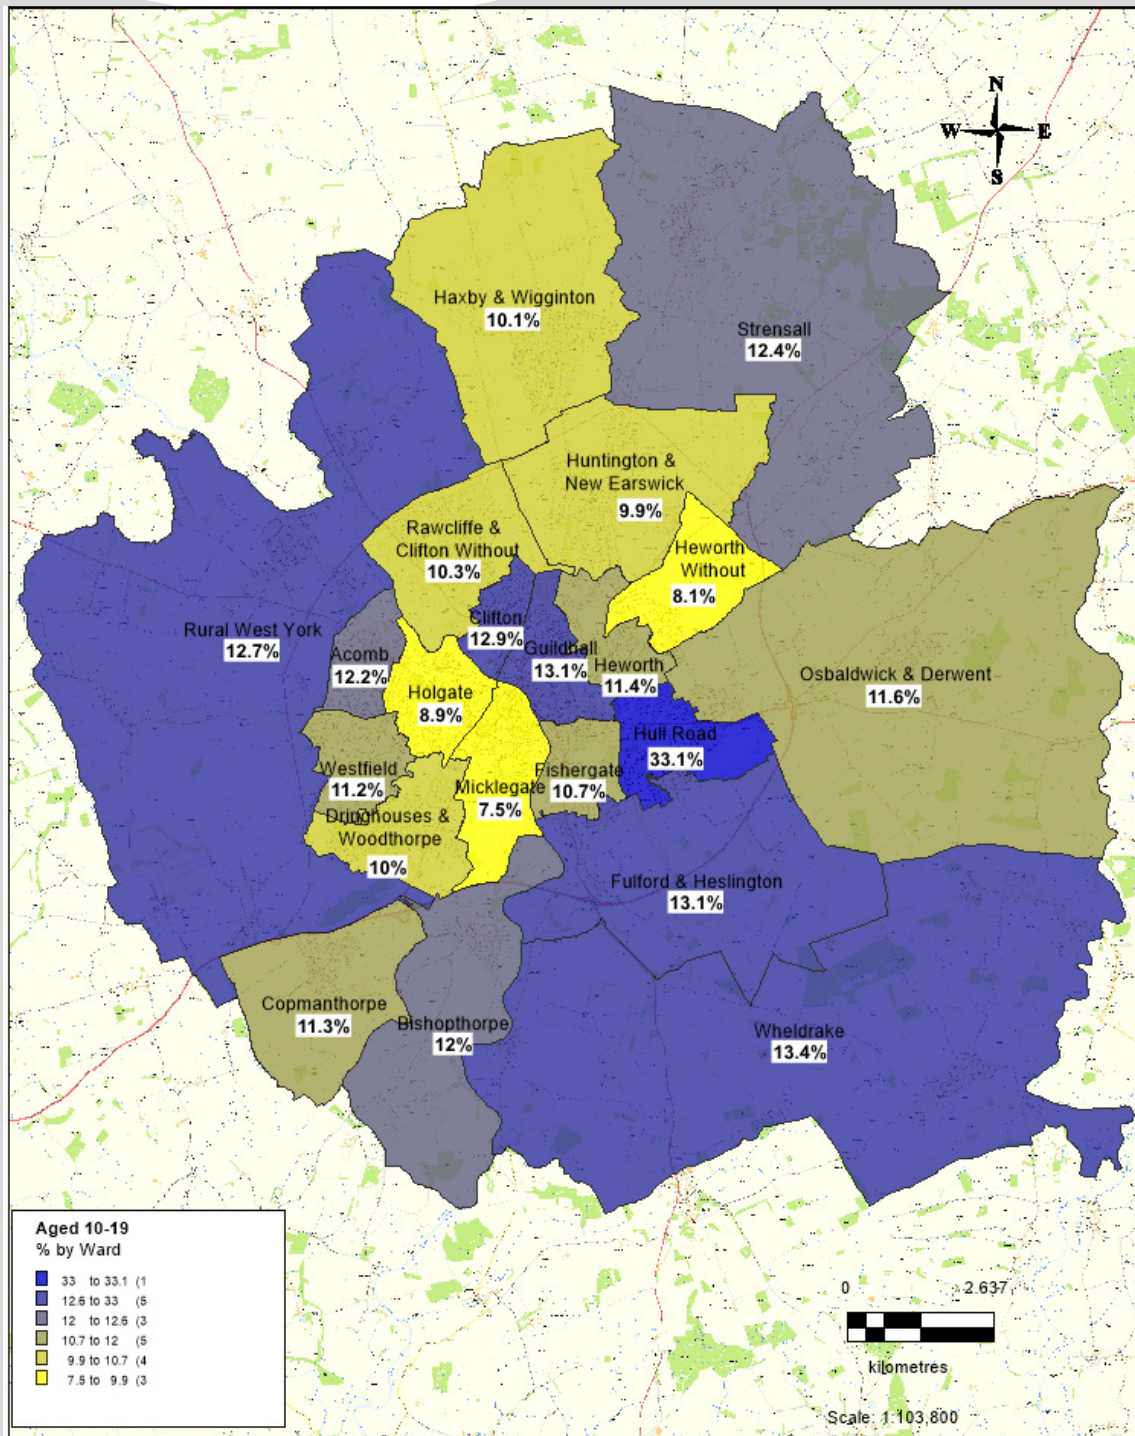 N
W E
S
Haxby & Wigginton
10.1%
Strensall
12.4%
Huntington &
New Earswick
9.9%
Rawcliffe &
Clifton Without
10.3%
Heworth
Without
8.1%
Rural West York
12.7%
Clifton
12.9%
Guildhall
13.1%
Acomb
12.2%
Heworth
11.4%
Osbaldwick & Derwent
11.6%
Holgate
8.9%
Hull Road
33.1%
Westfield
11.2%
Micklegate
7.5%
Fishergate
10.7%
Dringhouses &
Woodthorpe
10%
Fulford & Heslington
13.1%
Copmanthorpe
11.3%
Bishopthorpe
12%
Wheldrake
13.4%
Aged 10-19
% by Ward
33 to 33.1 (1
12.6 to 33 (5
12 to 12.6 (3
10.7 to 12 (5
9.9 to 10.7 (4
7.5 to 9.9 (3
0 2.637
kilometres
Scale: 1:103,800